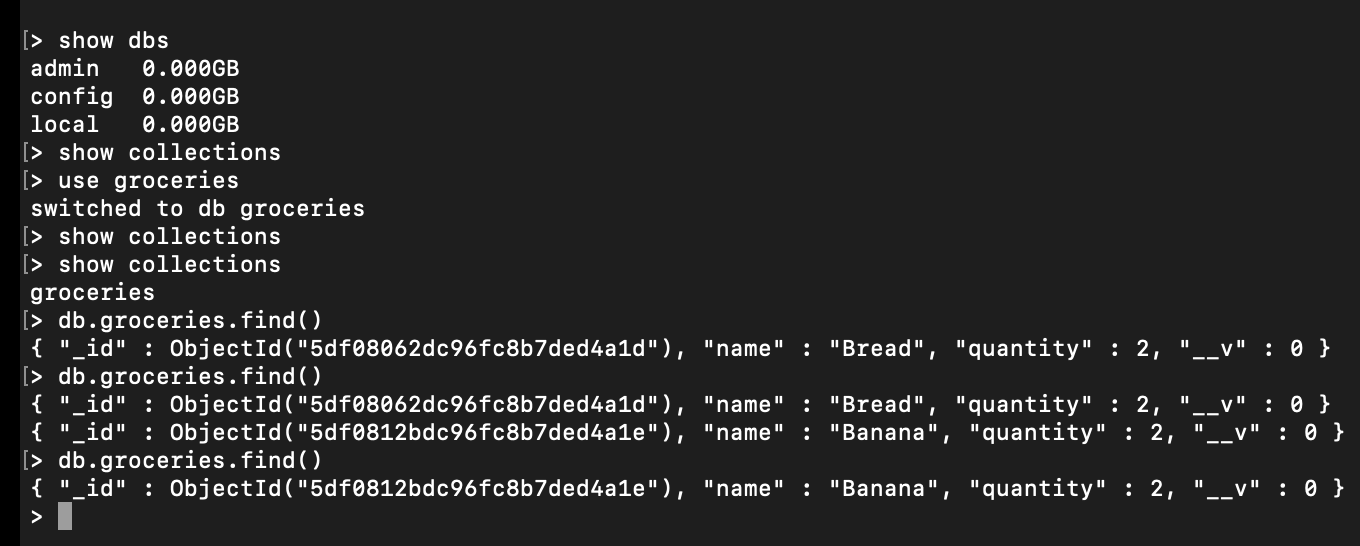 [> show dbs
admin   0.000GB
config  0.000GB
local   0.000GB
[> show collections
[> use groceries
switched to db groceries
[> show collections
[> show collections
groceries
[> db.groceries.find()
{ "_id" : ObjectId("5df08062dc96fc8b7ded4a1d"), "name" : "Bread", "quantity" : 2, "__v" : 0 }
[> db.groceries.find()
{ "_id" : ObjectId("5df08062dc96fc8b7ded4a1d"), "name" : "Bread", "quantity" : 2, "__v" : 0 }
{ "_id" : ObjectId("5df0812bdc96fc8b7ded4a1e"), "name" : "Banana", "quantity" : 2, "__v" : 0 }
[> db.groceries.find()
{ "_id" : ObjectId("5df0812bdc96fc8b7ded4a1e"), "name" : "Banana", "quantity" : 2, "__v" : 0 }
>